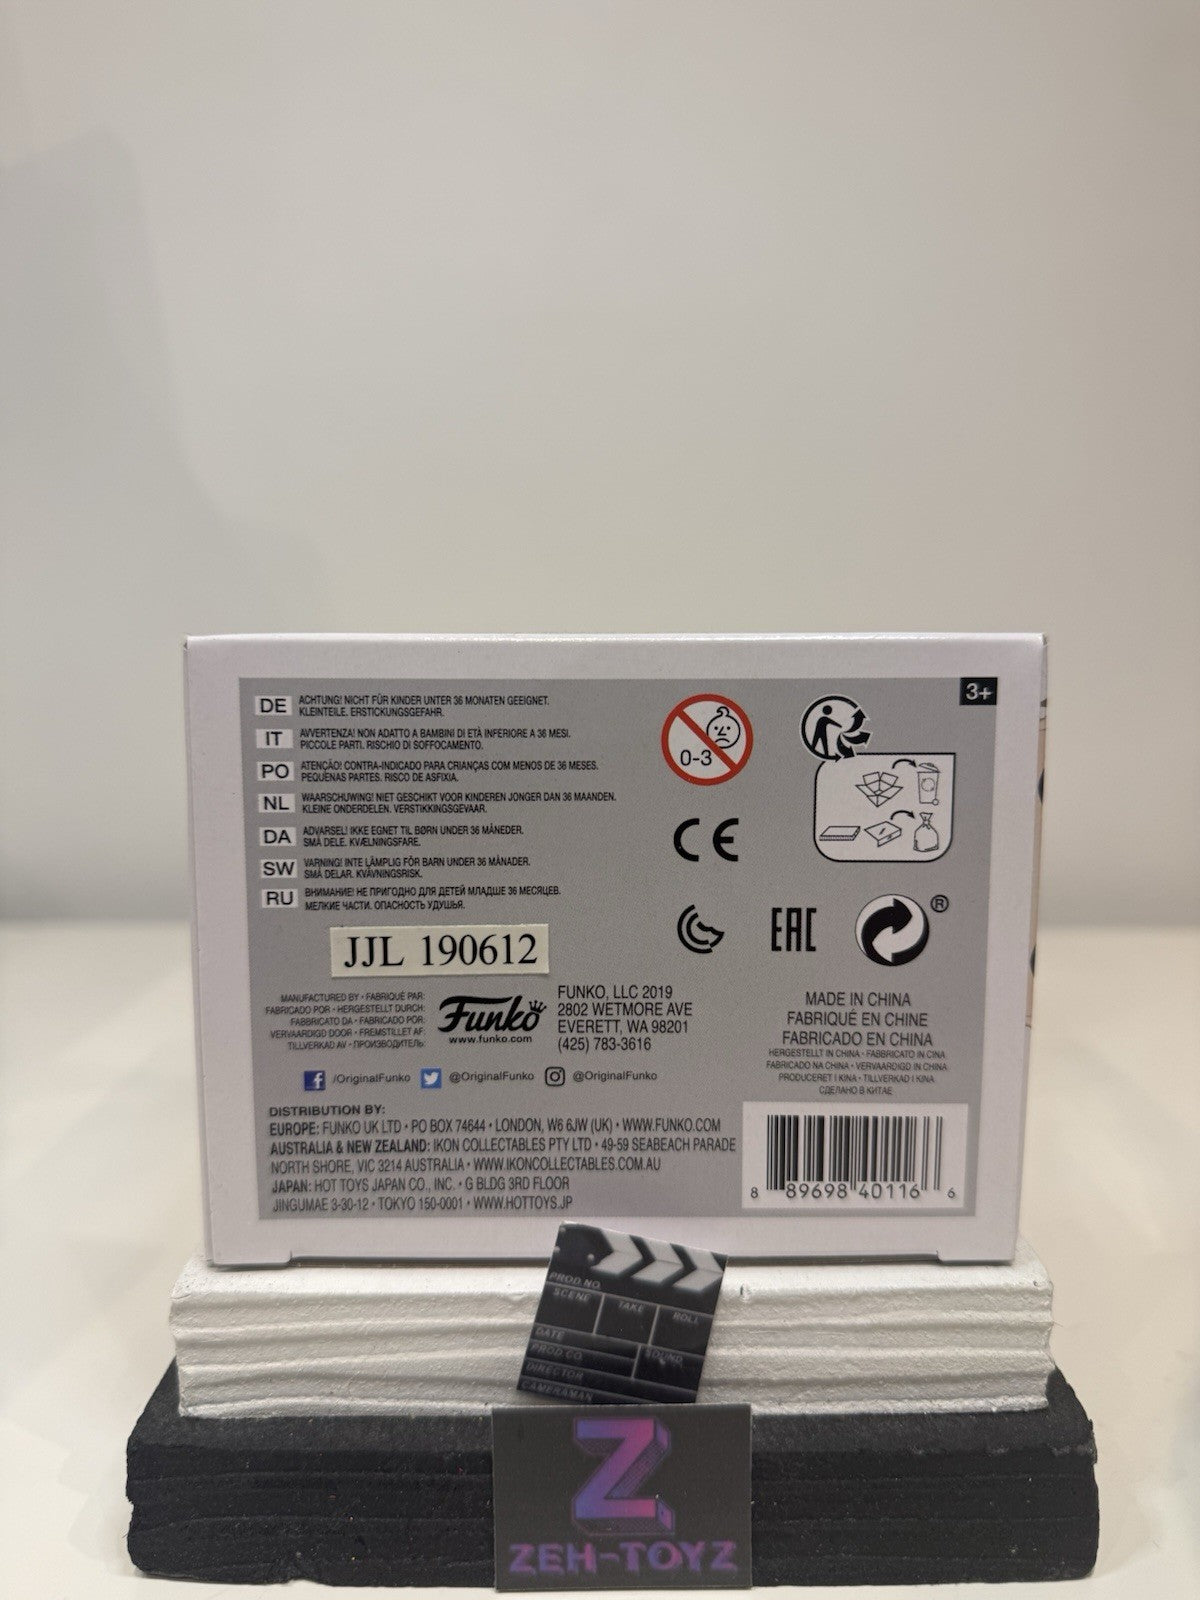 3+
DE ACHTUNG! NICHT FÜR KINDER UNTER 36 MONATEN GEEIGNET.
KLEINTEILE. ERSTICKUNGSGEFAHR.
IT AVVERTENZA! NON ADATTO A BAMBINI DI ETÀ INFERIORE A 36 MESI.
PICCOLE PARTI. RISCHIO DI SOFFOCAMENTO.
PO ATENÇÃO! CONTRA-INDICADO PARA CRIANÇAS COM MENOS DE 36 MESES.
PEQUENAS PARTES. RISCO DE ASFIXIA.
NL WAARSCHUWING! NIET GESCHIKT VOOR KINDEREN JONGER DAN 36 MAANDEN.
KLEINE ONDERDELEN. VERSTIKKINGSGEVAAR.
DA ADVARSEL! IKKE EGNET TIL BØRN UNDER 36 MÅNEDER.
SMÅ DELE. KVÆLNINGSFARE.
SW VARNING! INTE LÄMPLIG FÖR BARN UNDER 36 MÅNADER.
SMÅ DELAR. KVÄVNINGSRISK.
RU ВНИМАНИЕ! НЕ ПРИГОДНО ДЛЯ ДЕТЕЙ МЛАДШЕ 36 МЕСЯЦЕВ.
МЕЛКИЕ ЧАСТИ. ОПАСНОСТЬ УДУШЬЯ.
0-3
CE
EAC
®
JJL 190612
MANUFACTURED BY • FABRIQUÉ PAR:
FABRICADO POR • HERGESTELLT DURCH:
FABBRICATO DA • FABRICADO POR:
VERVAARDIGD DOOR • FREMSTILLET AF:
TILLVERKAD AV • ПРОИЗВОДИТЕЛЬ:
Funko
www.funko.com
FUNKO, LLC 2019
2802 WETMORE AVE
EVERETT, WA 98201
(425) 783-3616
MADE IN CHINA
FABRIQUÉ EN CHINE
FABRICADO EN CHINA
HERGESTELLT IN CHINA • FABBRICATO IN CINA
FABRICADO NA CHINA • VERVAARDIGD IN CHINA
PRODUCERET I KINA • TILLVERKAD I KINA
СДЕЛАНО В КИТАЕ
f /OriginalFunko @OriginalFunko @OriginalFunko
DISTRIBUTION BY:
EUROPE: FUNKO UK LTD • PO BOX 74644 • LONDON, W6 6JW (UK) • WWW.FUNKO.COM
AUSTRALIA & NEW ZEALAND: IKON COLLECTABLES PTY LTD • 49-59 SEABEACH PARADE
NORTH SHORE, VIC 3214 AUSTRALIA • WWW.IKONCOLLECTABLES.COM.AU
JAPAN: HOT TOYS JAPAN CO., INC. • G BLDG 3RD FLOOR
JINGUMAE 3-30-12 • TOKYO 150-0001 • WWW.HOTTOYS.JP
8 89698 40116 6
PROD.NO.
SCENE TAKE ROLL
DATE SOUND
PROD.CO.
DIRECTOR
CAMERAMAN
Z
ZEH-TOYZ